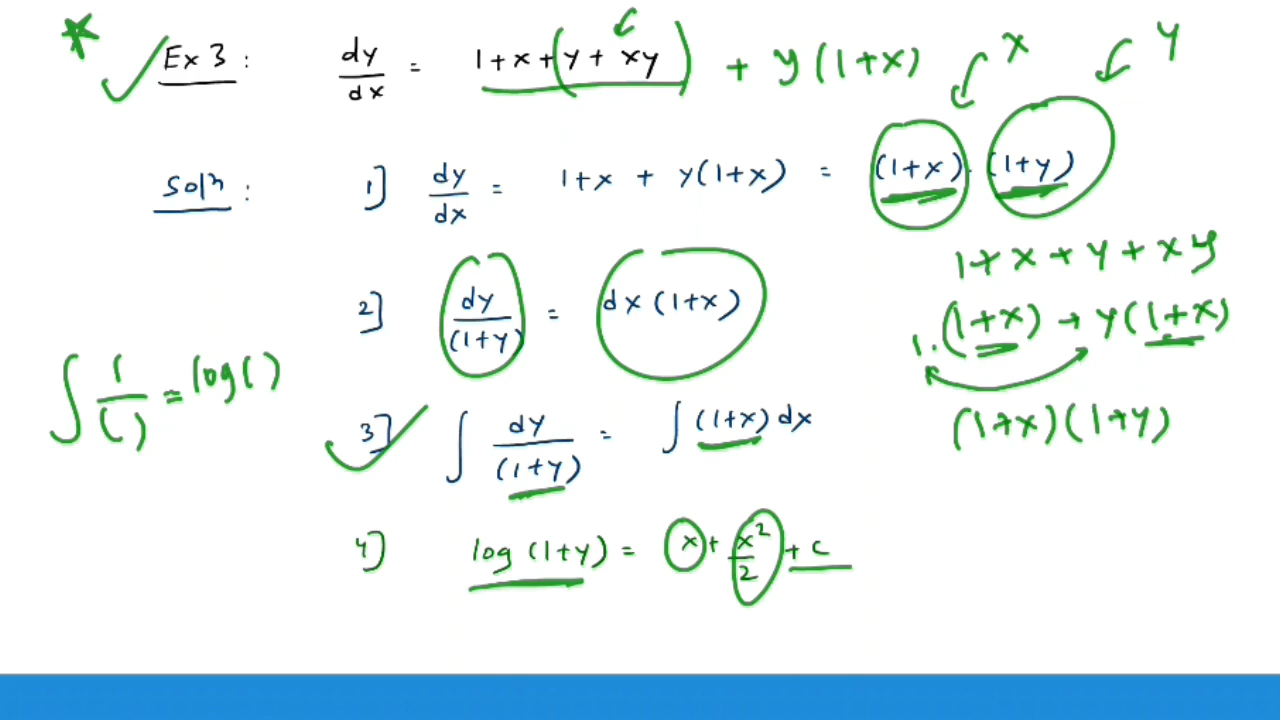 Ex 3 : dy/dx = 1+x+(y+xy) + y(1+x) x y
Soln : 1] dy/dx = 1+x + y(1+x) = (1+x).(1+y)
1+x+y+xy
2] dy/(1+y) = dx(1+x)
1.(1+x) → y(1+x)
∫ 1/( ) = log( )
3] ∫ dy/(1+y) = ∫ (1+x) dx
(1+x)(1+y)
4] log (1+y) = x + x²/2 + c